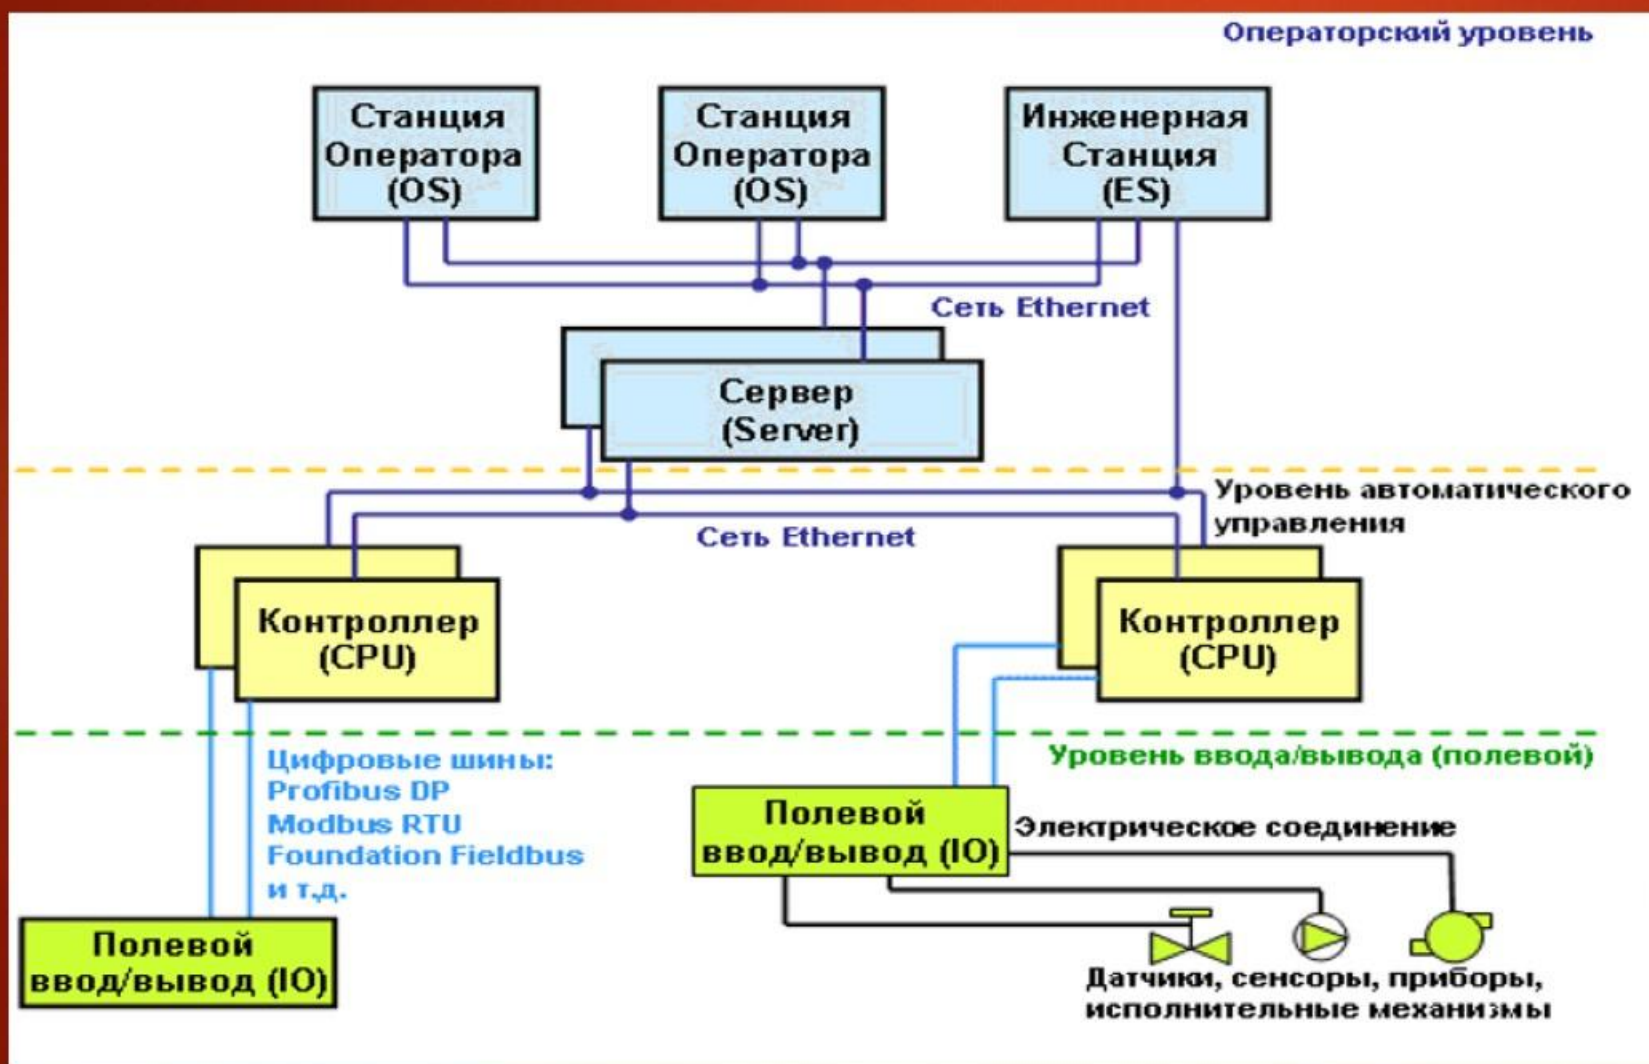 Операторский уровень
Станция
Оператора
(OS)
Станция
Оператора
(OS)
Инженерная
Станция
(ES)
Сеть Ethernet
Сервер
(Server)
Уровень автоматического
управления
Сеть Ethernet
Контроллер
(CPU)
Контроллер
(CPU)
Уровень ввода/вывода (полевой)
Цифровые шины:
Profibus DP
Modbus RTU
Foundation Fieldbus
и т.д.
Полевой
ввод/вывод (IO)
Электрическое соединение
Полевой
ввод/вывод (IO)
Датчики, сенсоры, приборы,
исполнительные механизмы